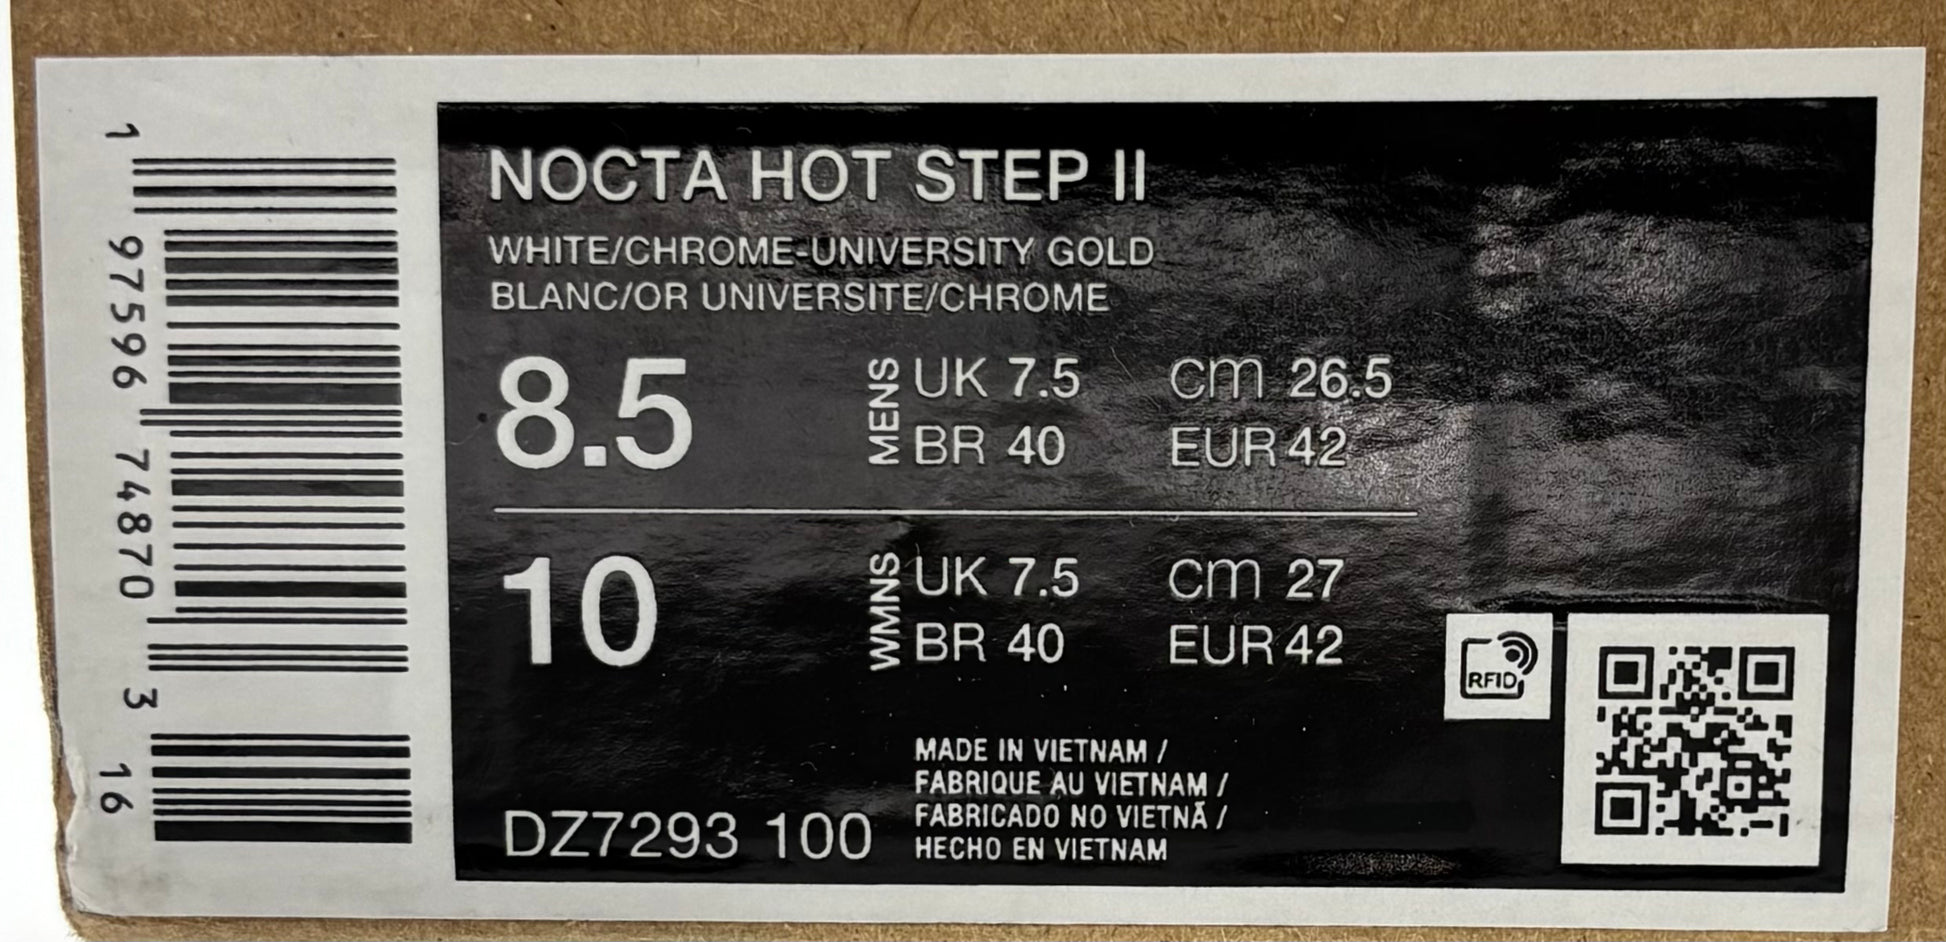 1 97596 74870 3 16
NOCTA HOT STEP II
WHITE/CHROME-UNIVERSITY GOLD
BLANC/OR UNIVERSITE/CHROME
8.5 MENS UK 7.5 cm 26.5
BR 40 EUR 42
10 WMNS UK 7.5 cm 27
BR 40 EUR 42
RFID
MADE IN VIETNAM /
FABRIQUE AU VIETNAM /
FABRICADO NO VIETNÃ /
HECHO EN VIETNAM
DZ7293 100